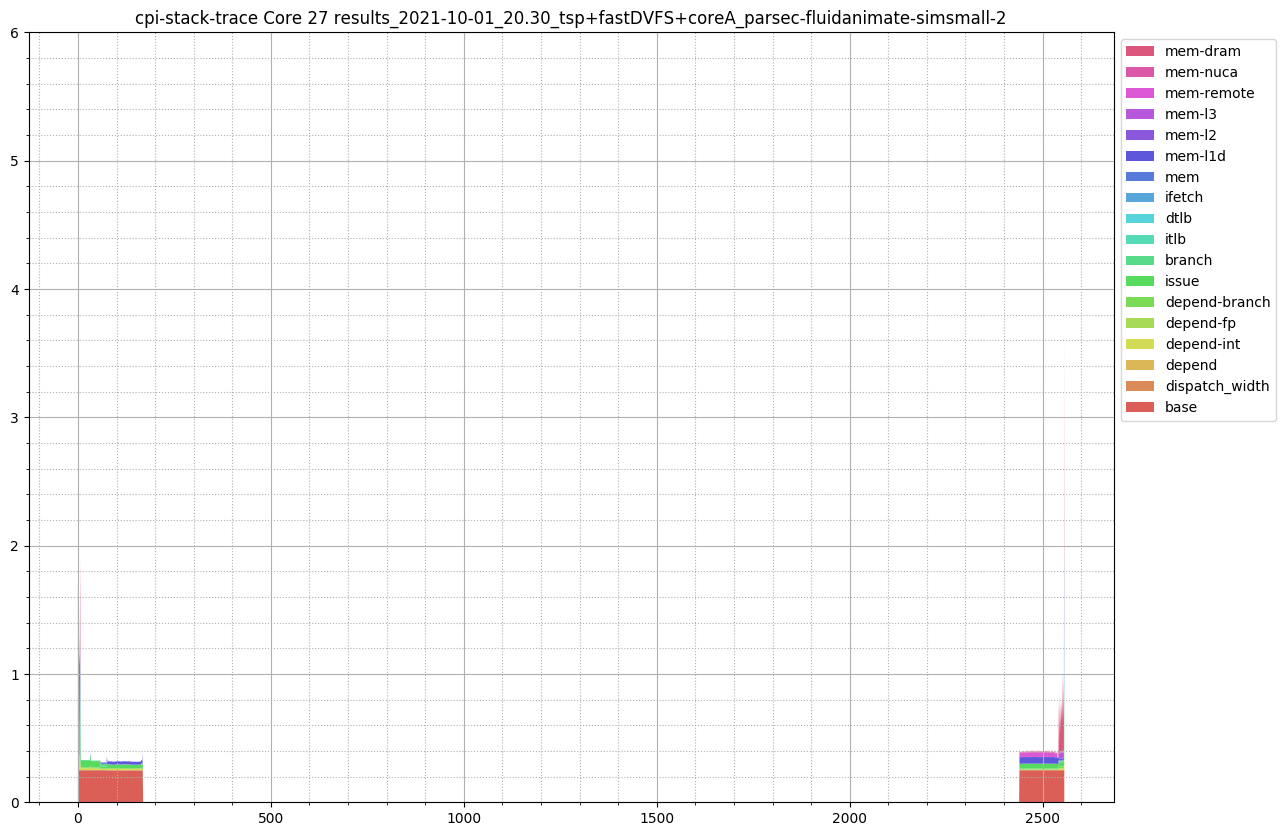 cpi-stack-trace Core 27 results_2021-10-01_20.30_tsp+fastDVFS+coreA_parsec-fluidanimate-simsmall-2
6
5
4
3
2
1
0
0 500 1000 1500 2000 2500
mem-dram
mem-nuca
mem-remote
mem-l3
mem-l2
mem-l1d
mem
ifetch
dtlb
itlb
branch
issue
depend-branch
depend-fp
depend-int
depend
dispatch_width
base